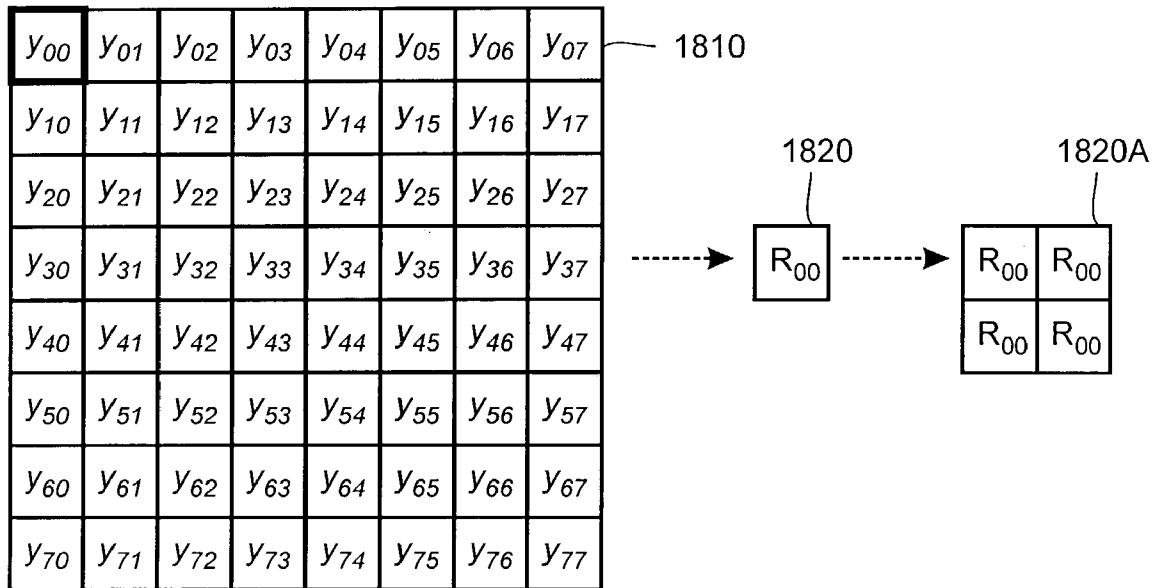 y00 y01 y02 y03 y04 y05 y06 y07 1810
y10 y11 y12 y13 y14 y15 y16 y17
1820 1820A
y20 y21 y22 y23 y24 y25 y26 y27
y30 y31 y32 y33 y34 y35 y36 y37 R00 R00 R00
y40 y41 y42 y43 y44 y45 y46 y47 R00 R00
y50 y51 y52 y53 y54 y55 y56 y57
y60 y61 y62 y63 y64 y65 y66 y67
y70 y71 y72 y73 y74 y75 y76 y77